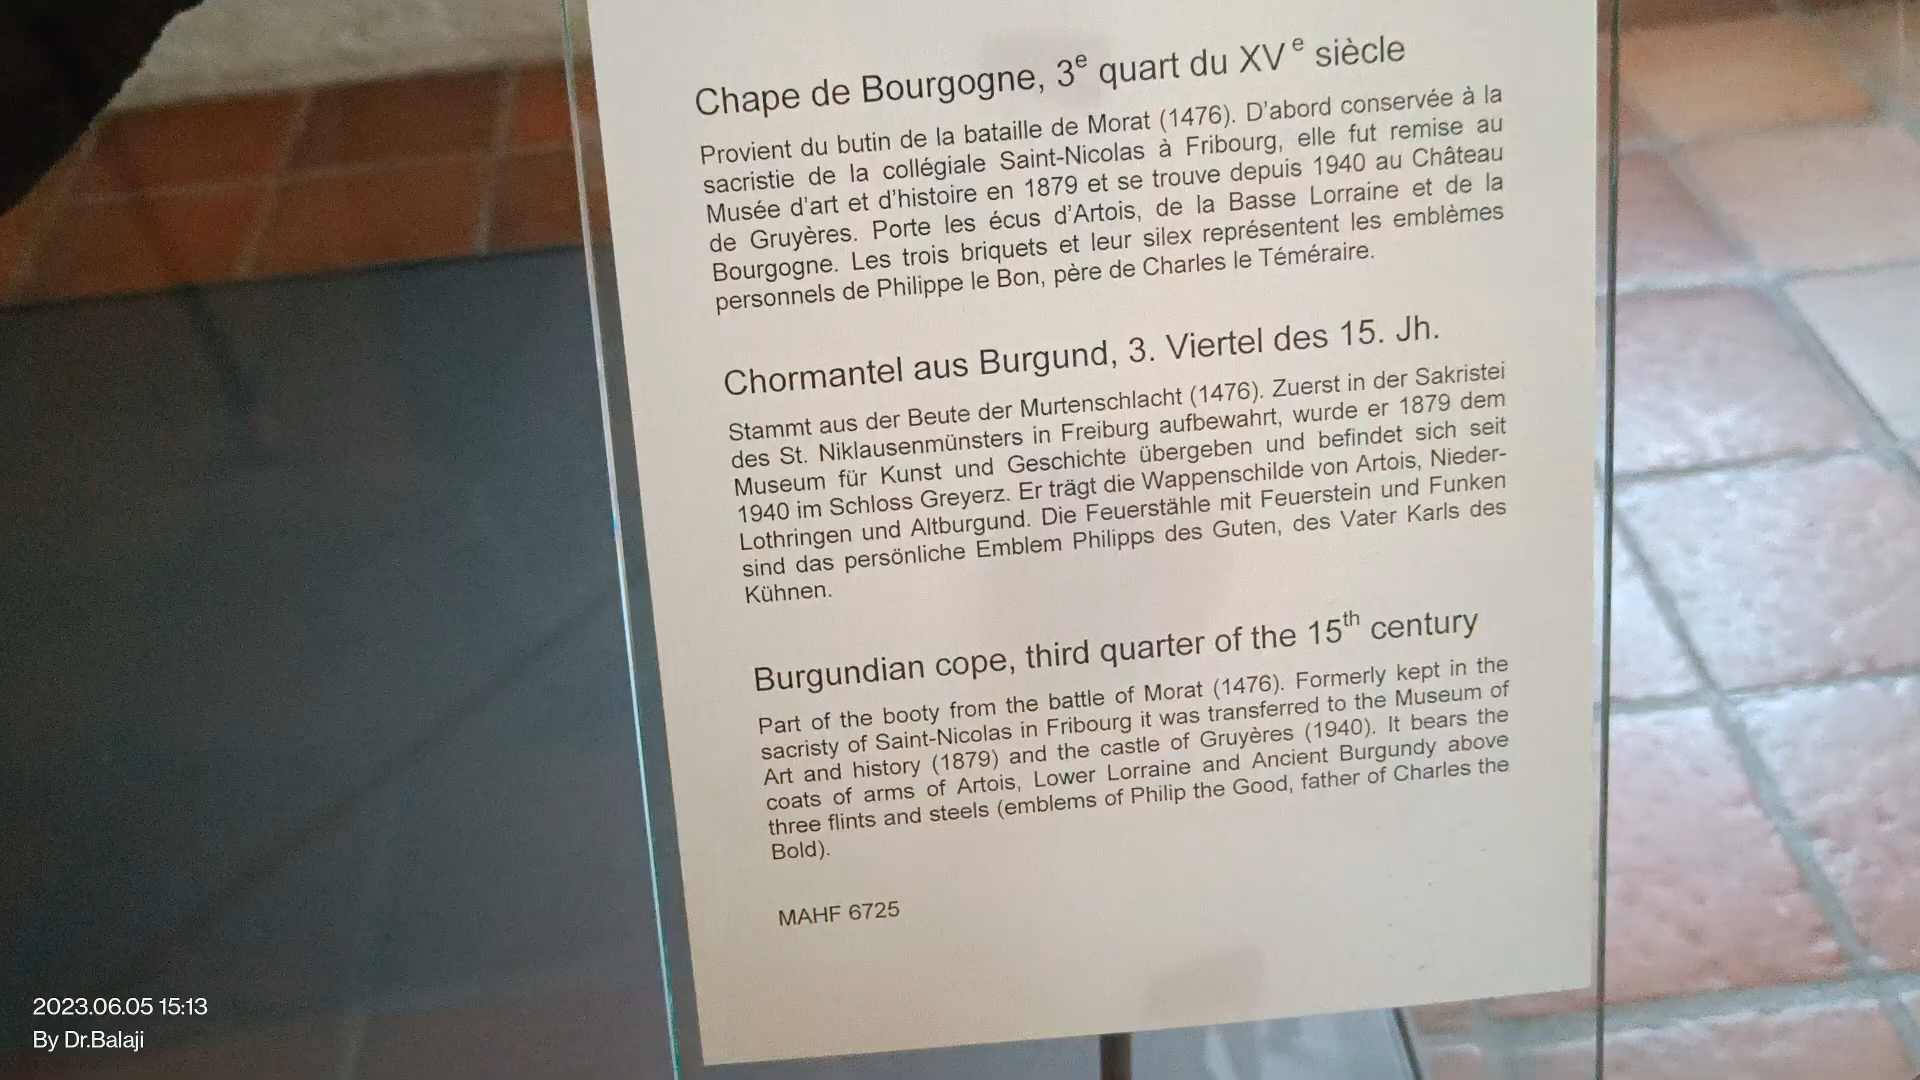 Chape de Bourgogne, 3e quart du XVe siècle
Provient du butin de la bataille de Morat (1476). D'abord conservée à la
sacristie de la collégiale Saint-Nicolas à Fribourg, elle fut remise au
Musée d'art et d'histoire en 1879 et se trouve depuis 1940 au Château
de Gruyères. Porte les écus d'Artois, de la Basse Lorraine et de la
Bourgogne. Les trois briquets et leur silex représentent les emblèmes
personnels de Philippe le Bon, père de Charles le Téméraire.
Chormantel aus Burgund, 3. Viertel des 15. Jh.
Stammt aus der Beute der Murtenschlacht (1476). Zuerst in der Sakristei
des St. Niklausenmünsters in Freiburg aufbewahrt, wurde er 1879 dem
Museum für Kunst und Geschichte übergeben und befindet sich seit
1940 im Schloss Greyerz. Er trägt die Wappenschilde von Artois, Nieder-
Lothringen und Altburgund. Die Feuerstähle mit Feuerstein und Funken
sind das persönliche Emblem Philipps des Guten, des Vater Karls des
Kühnen.
Burgundian cope, third quarter of the 15th century
Part of the booty from the battle of Morat (1476). Formerly kept in the
sacristy of Saint-Nicolas in Fribourg it was transferred to the Museum of
Art and history (1879) and the castle of Gruyères (1940). It bears the
coats of arms of Artois, Lower Lorraine and Ancient Burgundy above
three flints and steels (emblems of Philip the Good, father of Charles the
Bold).
MAHF 6725
2023.06.05 15:13
By Dr.Balaji